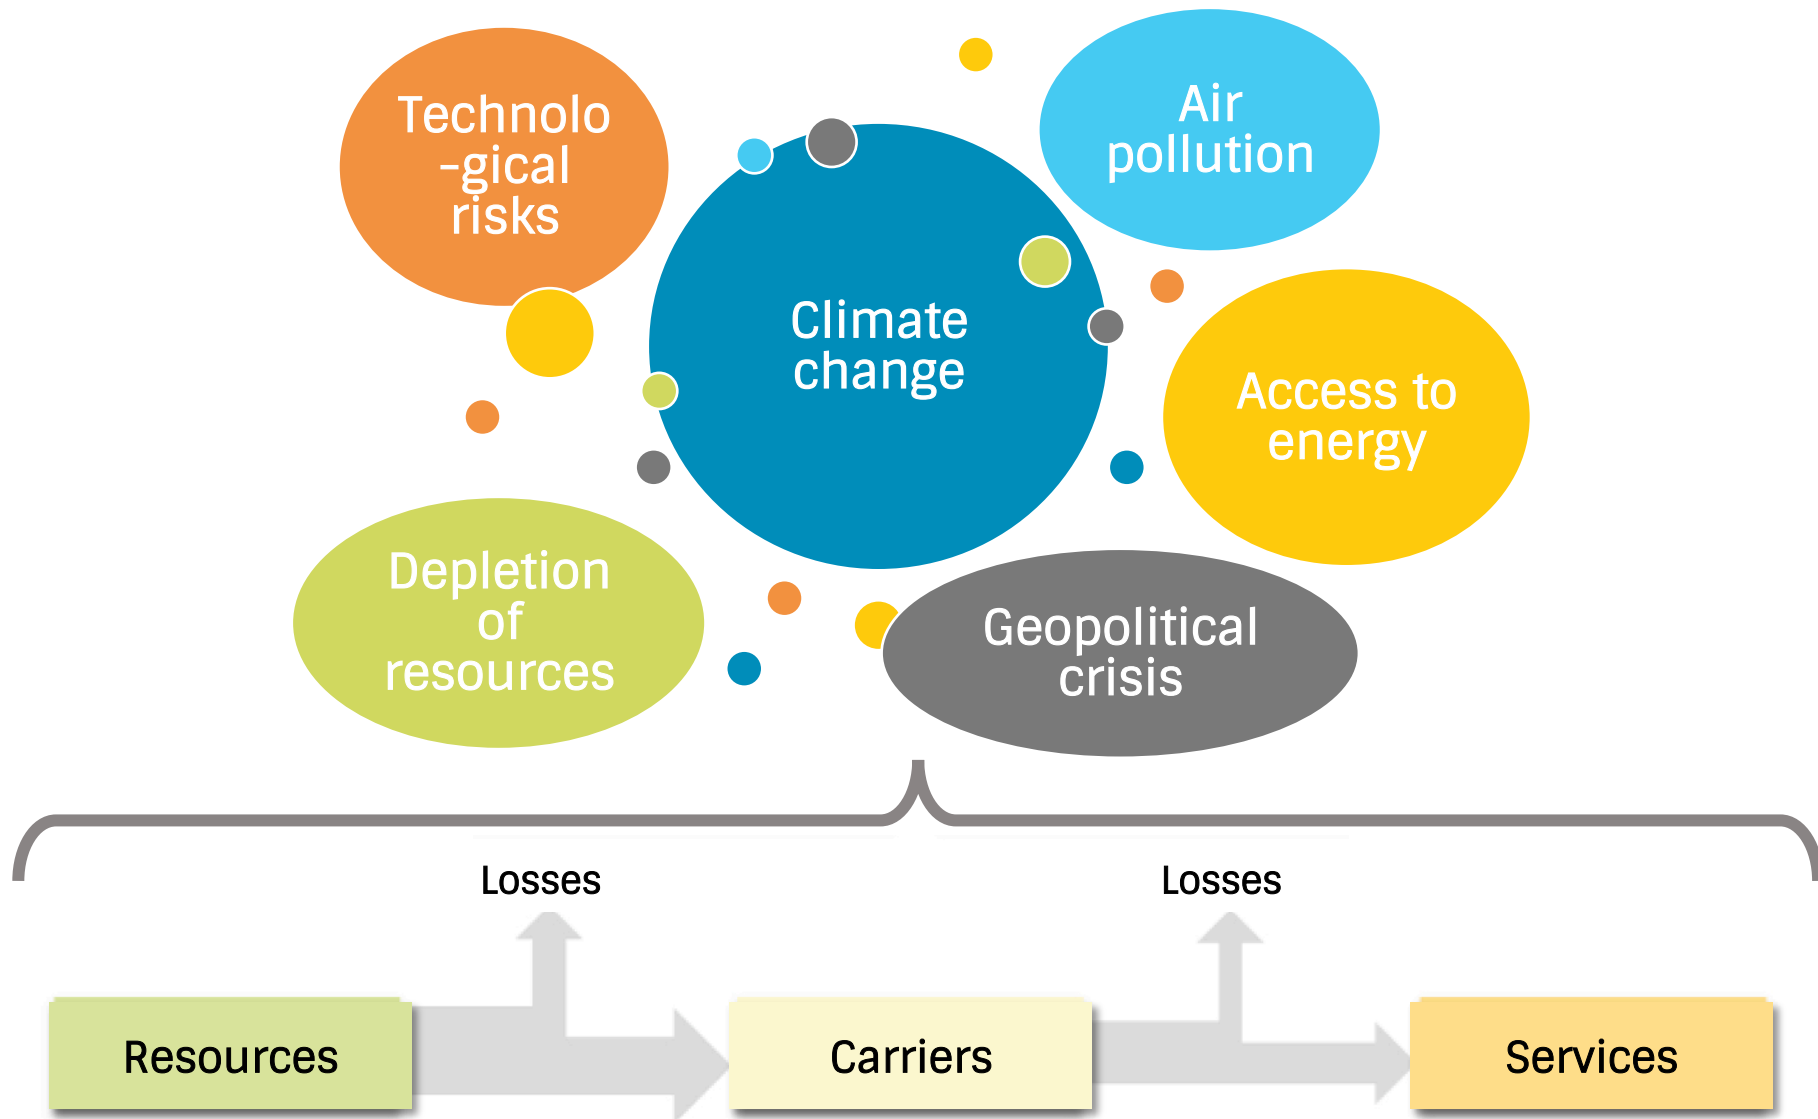 Technolo
-gical
risks
Air
pollution
Climate
change
Access to
energy
Depletion
of
resources
Geopolitical
crisis
Losses
Losses
Resources
Carriers
Services